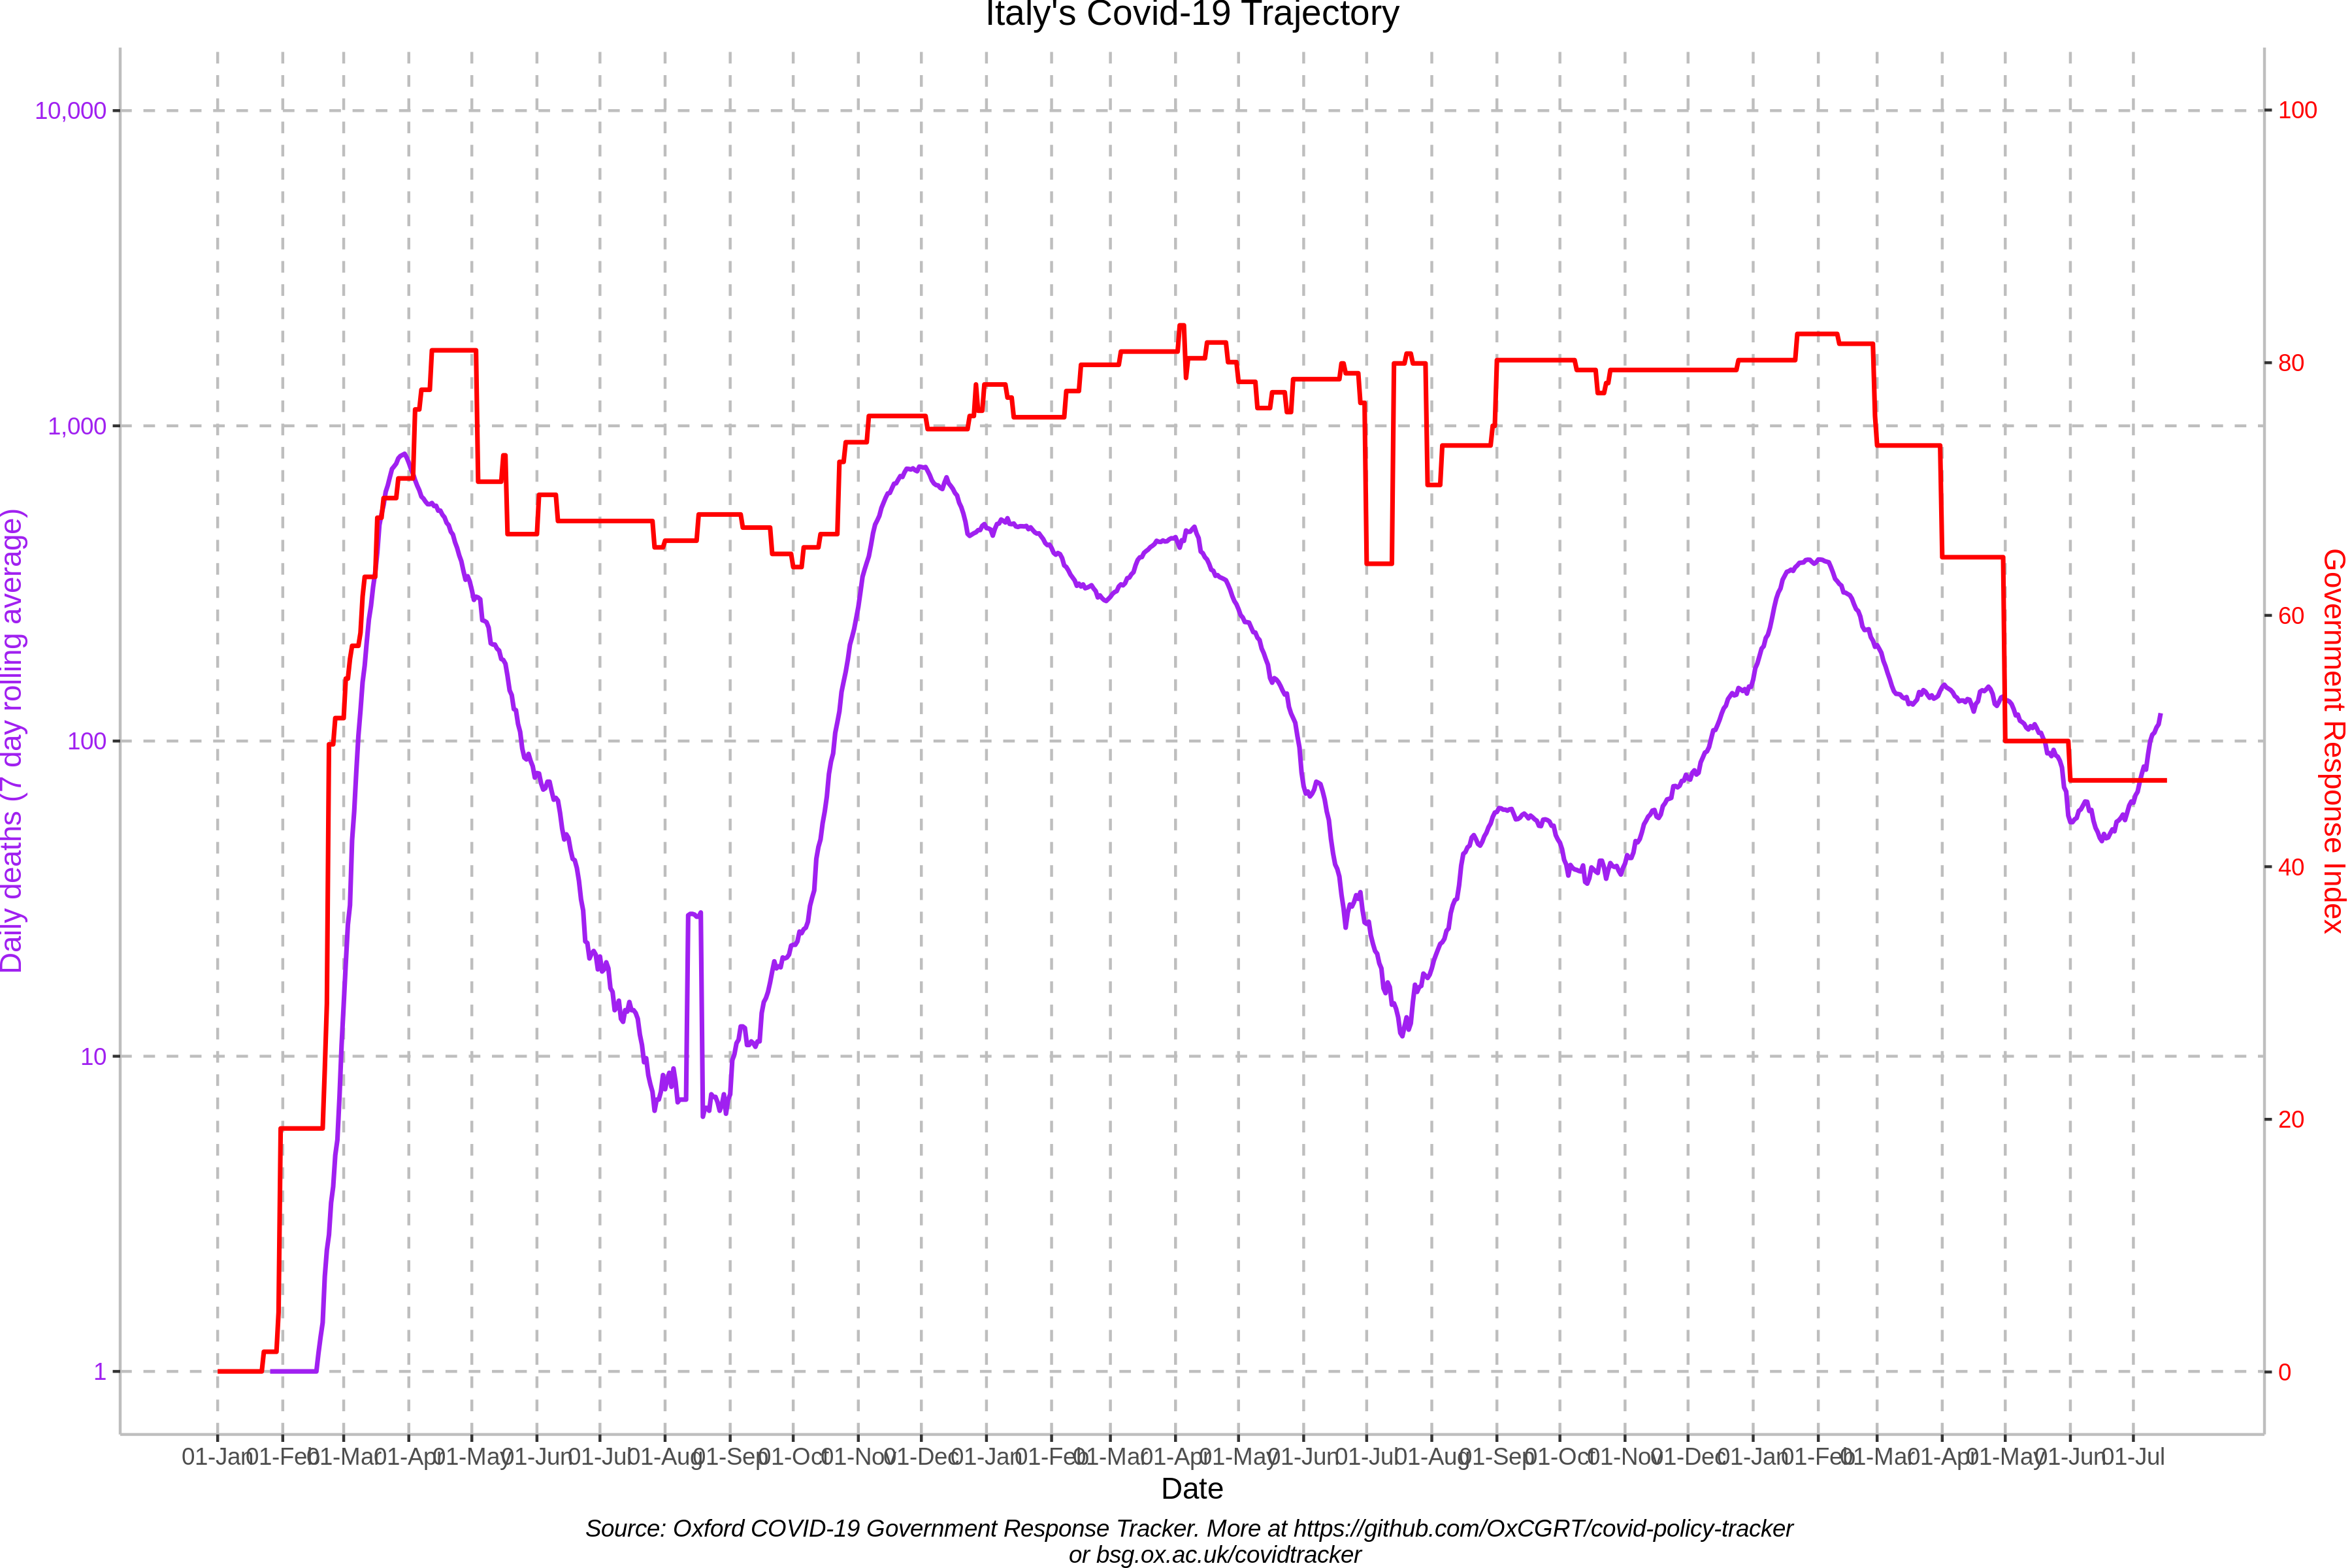 Italy's Covid-19 Trajectory
10,000
1,000
100
10
1
Daily deaths (7 day rolling average)
100
80
60
40
20
0
Government Response Index
01-Jan 01-Feb 01-Mar 01-Apr 01-May 01-Jun 01-Jul 01-Aug 01-Sep 01-Oct 01-Nov 01-Dec 01-Jan 01-Feb 01-Mar 01-Apr 01-May 01-Jun 01-Jul 01-Aug 01-Sep 01-Oct 01-Nov 01-Dec 01-Jan 01-Feb 01-Mar 01-Apr 01-May 01-Jun 01-Jul
Date
Source: Oxford COVID-19 Government Response Tracker. More at https://github.com/OxCGRT/covid-policy-tracker
or bsg.ox.ac.uk/covidtracker